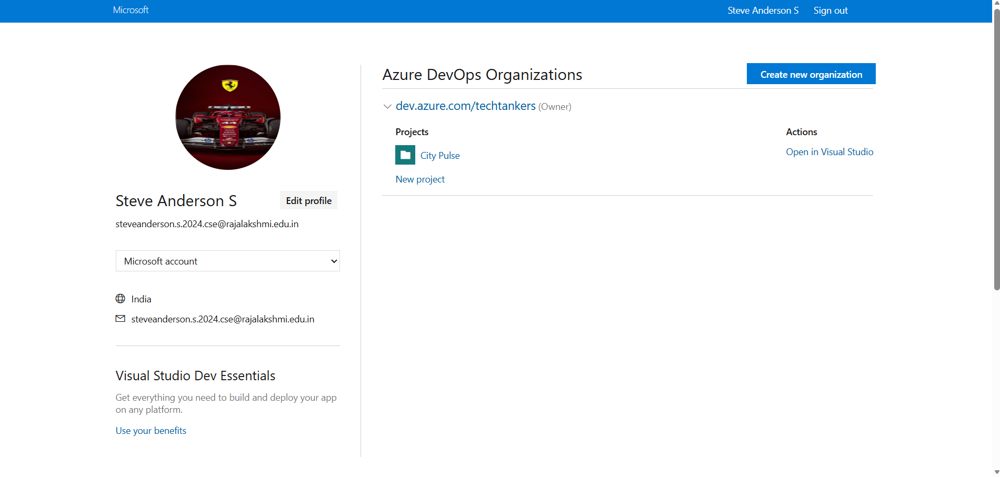 Microsoft
Steve Anderson S
Sign out
44
Steve Anderson S
Edit profile
steveanderson.s.2024.cse@rajalakshmi.edu.in
Microsoft account
India
steveanderson.s.2024.cse@rajalakshmi.edu.in
Visual Studio Dev Essentials
Get everything you need to build and deploy your app
on any platform.
Use your benefits
Azure DevOps Organizations
Create new organization
dev.azure.com/techtankers (Owner)
Projects
Actions
City Pulse
Open in Visual Studio
New project